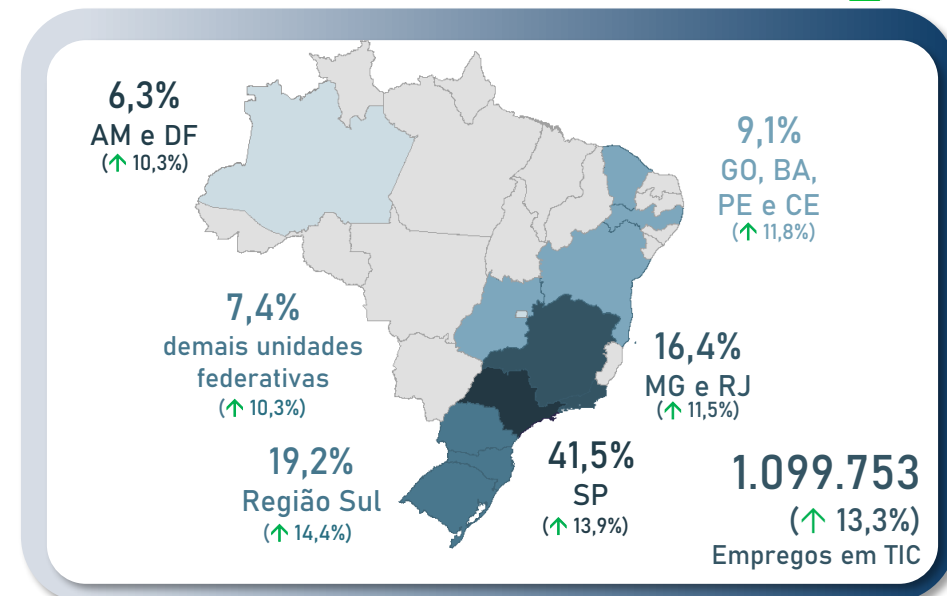 6,3%
AM e DF
(↑ 10,3%)
9,1%
GO, BA,
PE e CE
(↑ 11,8%)
7,4%
demais unidades
federativas
(↑ 10,3%)
16,4%
MG e RJ
(↑ 11,5%)
19,2%
Região Sul
(↑ 14,4%)
41,5%
SP
(↑ 13,9%)
1.099.753
(↑ 13,3%)
Empregos em TIC